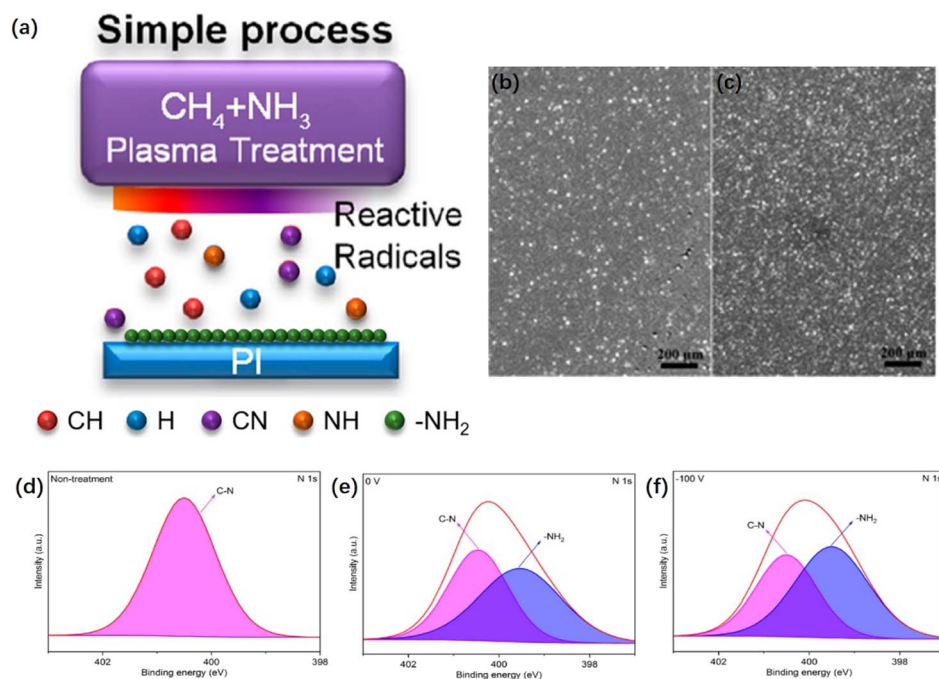 (a)
Simple process
CH₄+NH₃
Plasma Treatment
Reactive
Radicals
PI
CH H CN NH -NH₂
(b)
200 μm
(c)
200 μm
(d)
Non-treatment
N 1s
C-N
Intensity (a.u.)
402 400 398
Binding energy (eV)
(e)
0 V
N 1s
C-N
-NH₂
Intensity (a.u.)
402 400 398
Binding energy (eV)
(f)
-100 V
N 1s
C-N
-NH₂
Intensity (a.u.)
402 400 398
Binding energy (eV)